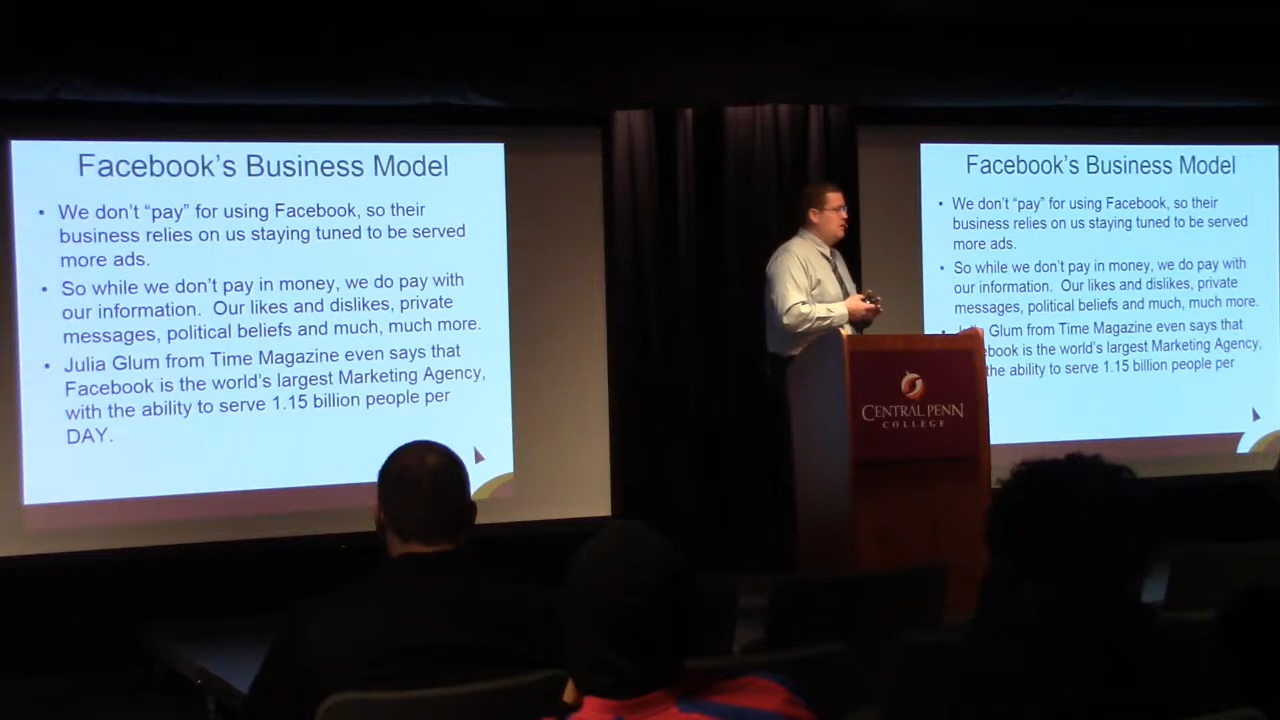 Facebook's Business Model
• We don't “pay” for using Facebook, so their
business relies on us staying tuned to be served
more ads.
• So while we don't pay in money, we do pay with
our information. Our likes and dislikes, private
messages, political beliefs and much, much more.
• Julia Glum from Time Magazine even says that
Facebook is the world's largest Marketing Agency,
with the ability to serve 1.15 billion people per
DAY.
CENTRAL PENN
COLLEGE
Facebook's Business Model
• We don't “pay” for using Facebook, so their
business relies on us staying tuned to be served
more ads.
• So while we don't pay in money, we do pay with
our information. Our likes and dislikes, private
messages, political beliefs and much, much more.
Glum from Time Magazine even says that
is the world's largest Marketing Agency,
the ability to serve 1.15 billion people per